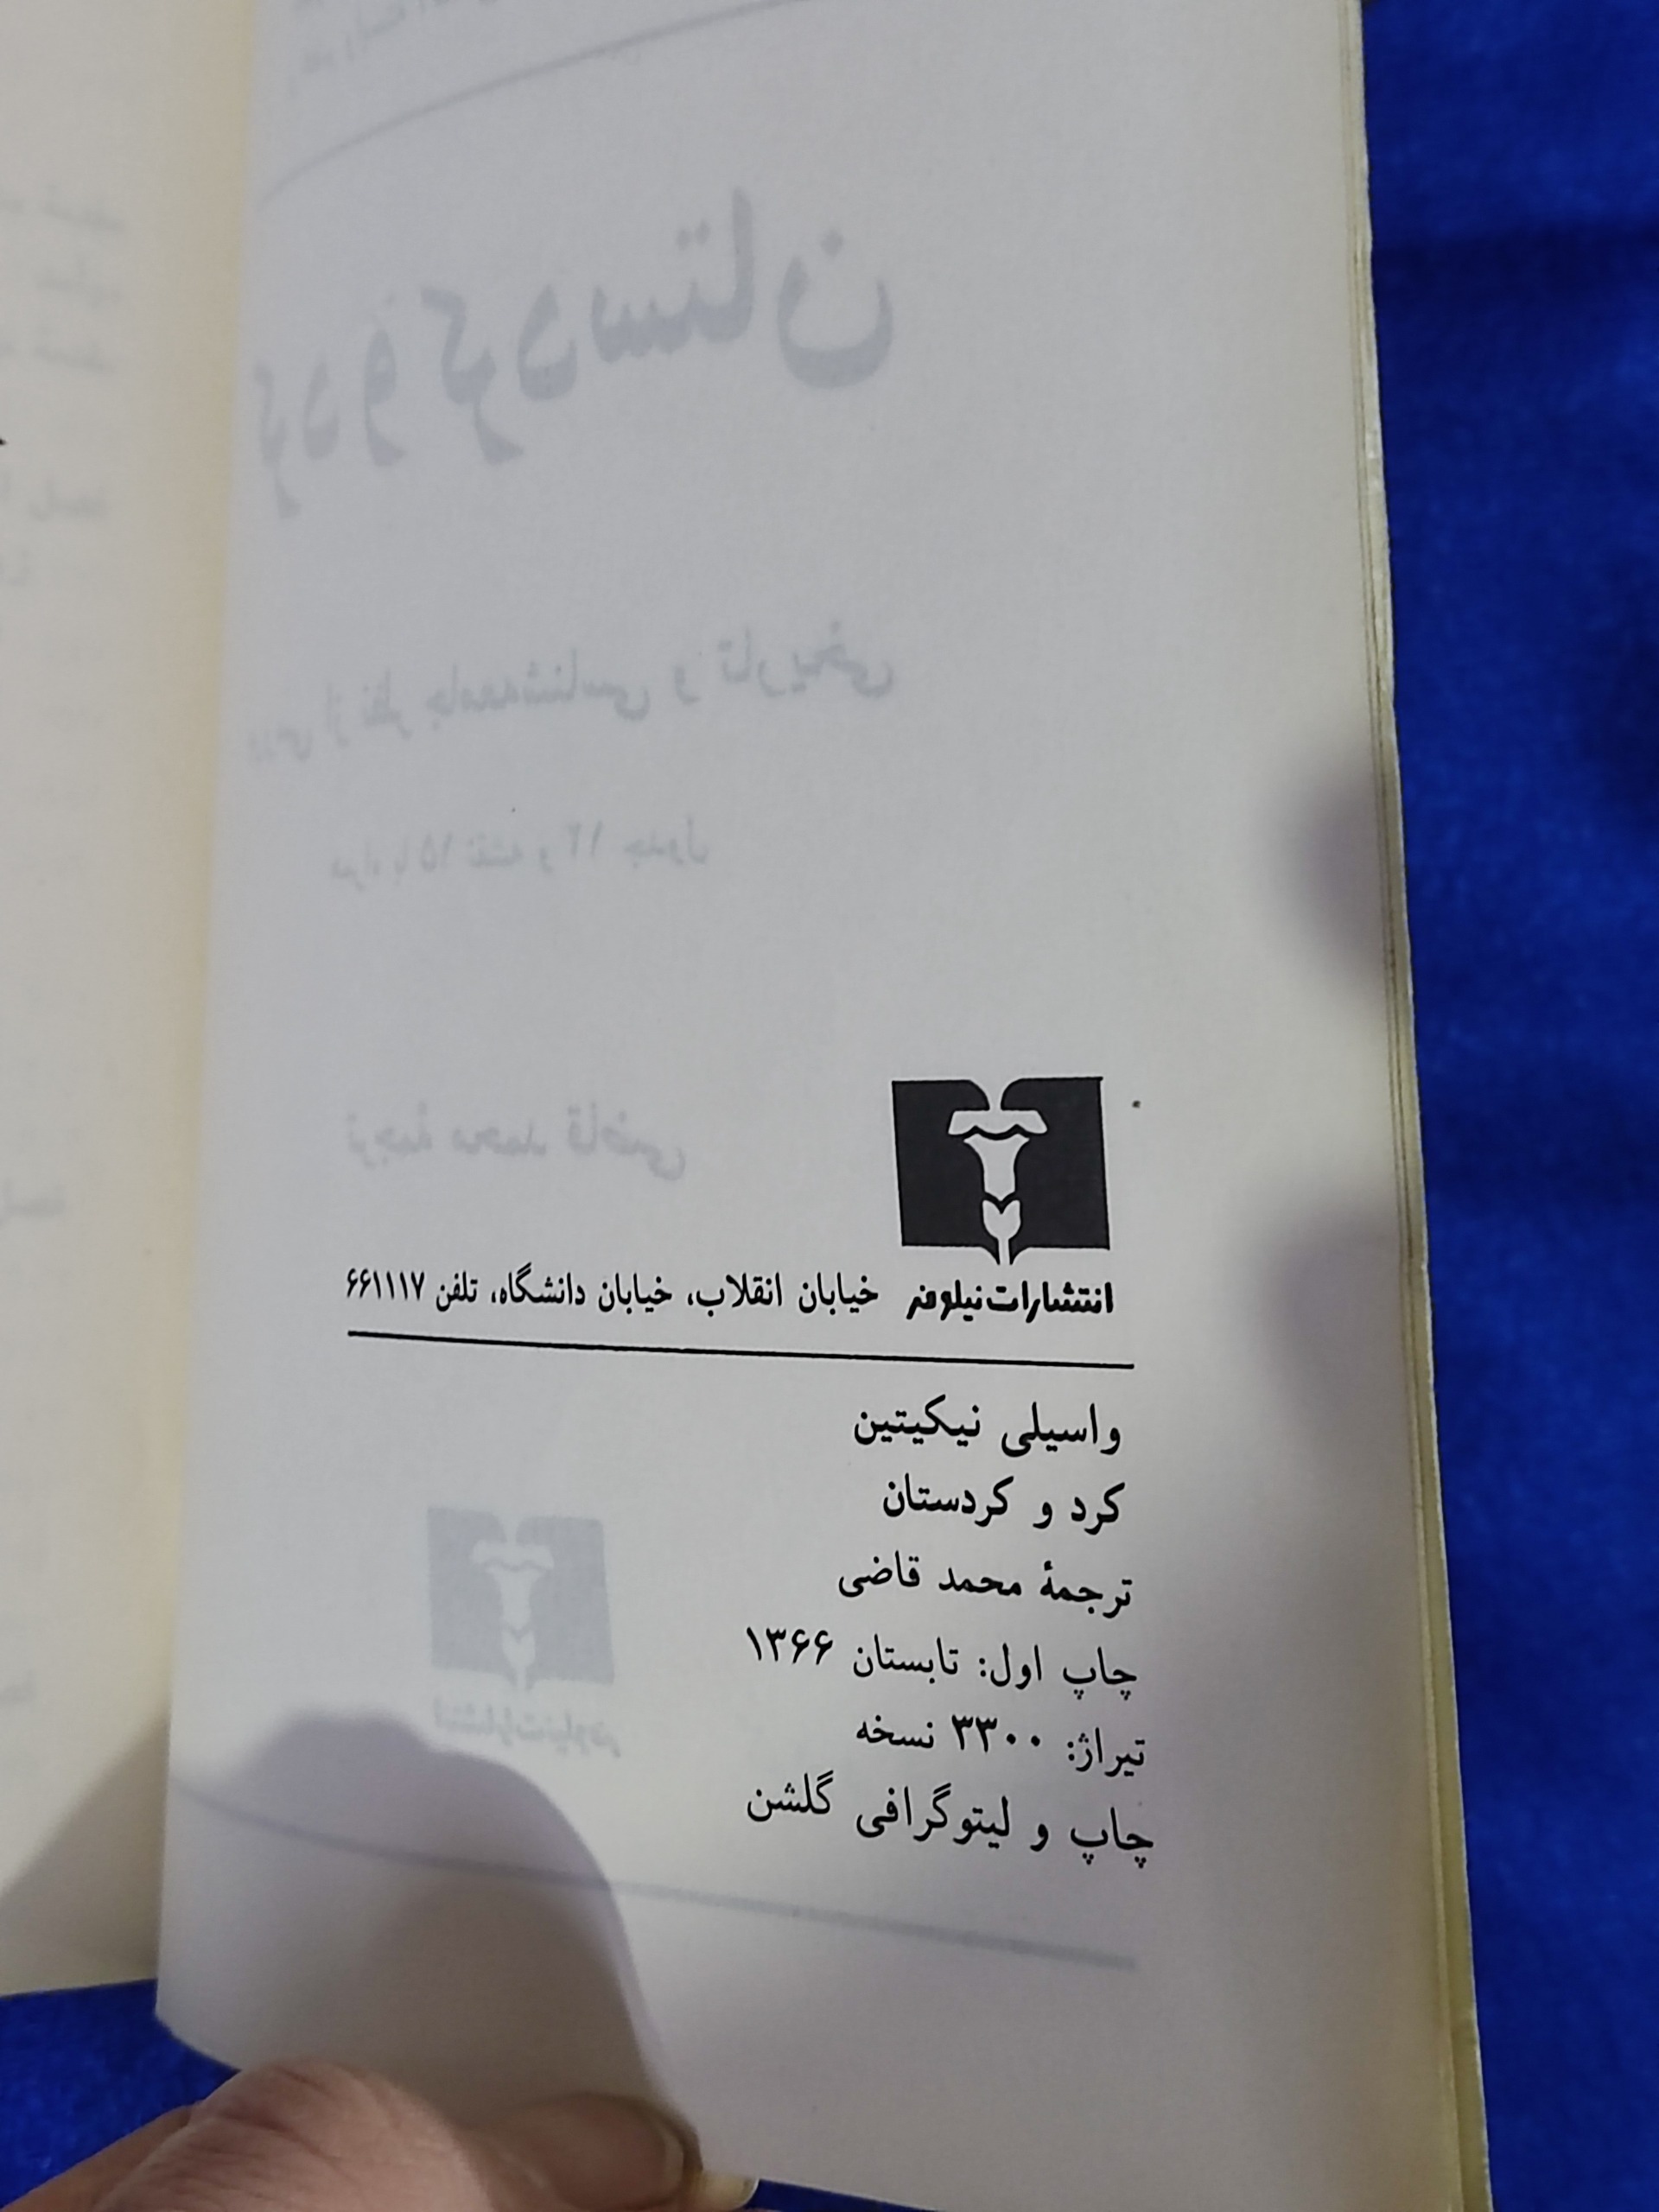 انتشارات نیلوفر خیابان انقلاب، خیابان دانشگاه، تلفن ۶۶۱۱۱۷
واسیلی نیکیتین
کرد و کردستان
ترجمهٔ محمد قاضی
چاپ اول: تابستان ۱۳۶۶
تیراژ: ۳۳۰۰ نسخه
چاپ و لیتوگرافی گلشن